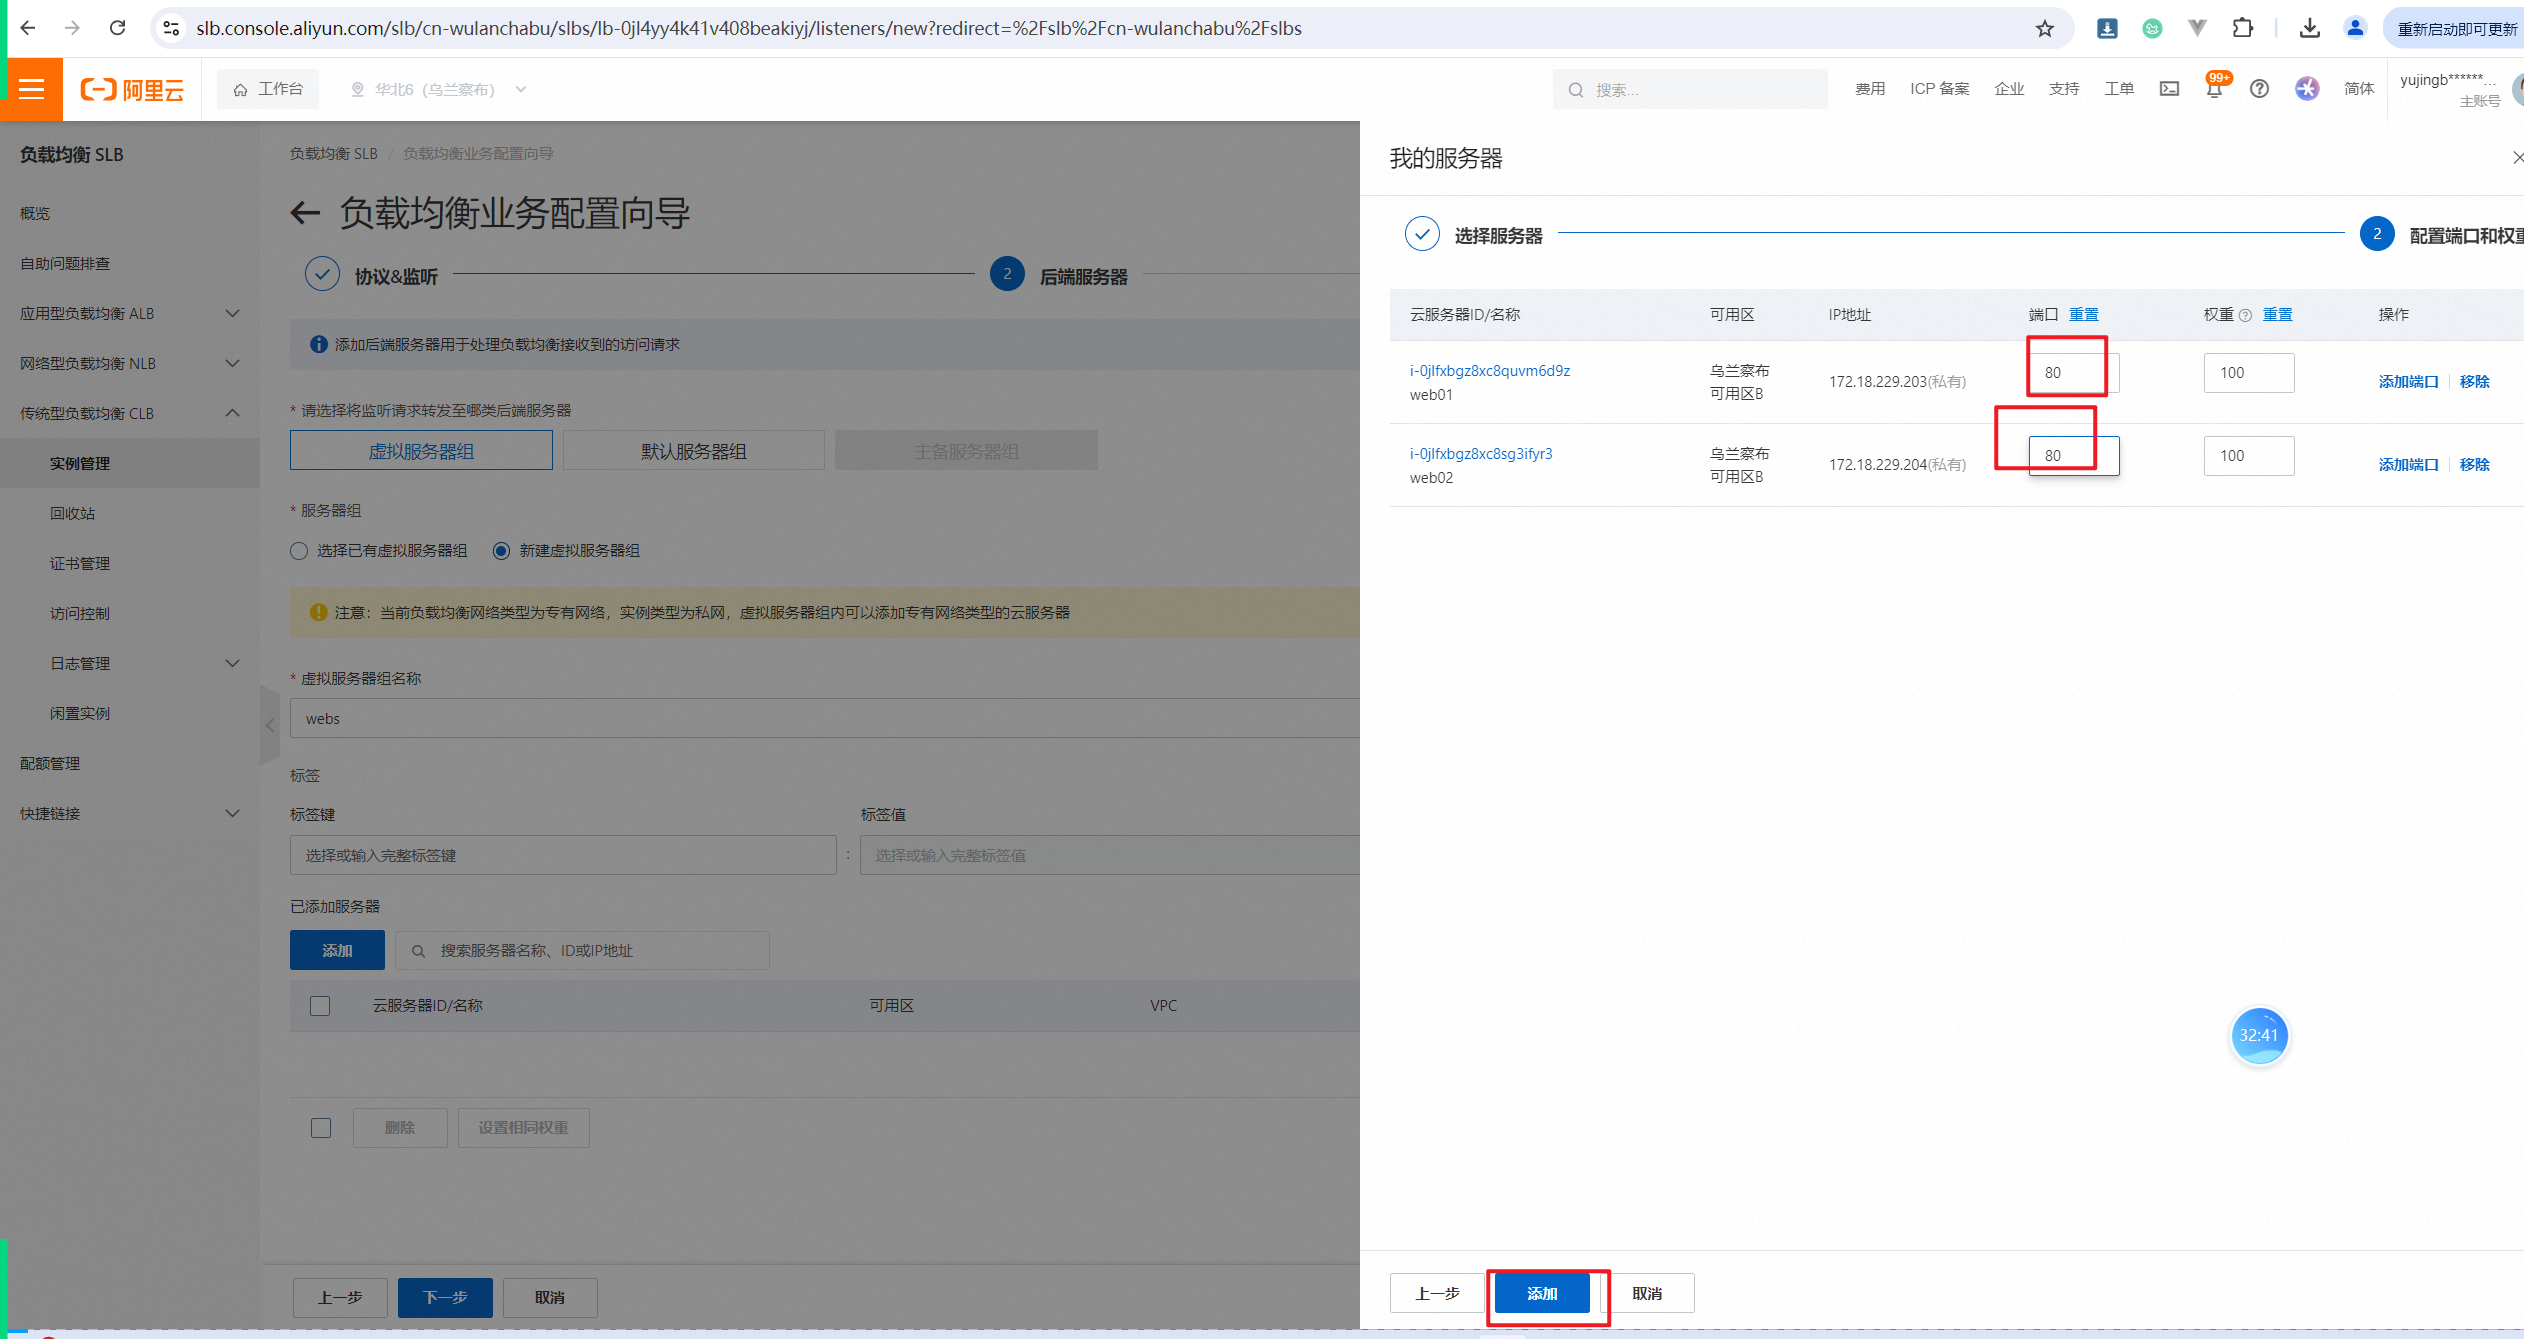 slb.console.aliyun.com/slb/cn-wulanchabu/slbs/lb-0jl4yy4k41v408beakiyj/listeners/new?redirect=%2Fslb%2Fcn-wulanchabu%2Fslbs
重新启动即可更新
阿里云
工作台
华北6（乌兰察布）
搜索...
费用
ICP 备案
企业
支持
工单
99+
简体
yujingb******...
主账号
负载均衡 SLB
概览
自助问题排查
应用型负载均衡 ALB
网络型负载均衡 NLB
传统型负载均衡 CLB
实例管理
回收站
证书管理
访问控制
日志管理
闲置实例
配额管理
快捷链接
负载均衡 SLB / 负载均衡业务配置向导
负载均衡业务配置向导
协议&监听
2 后端服务器
添加后端服务器用于处理负载均衡接收到的访问请求
* 请选择将监听请求转发至哪类后端服务器
虚拟服务器组 默认服务器组 主备服务器组
* 服务器组
选择已有虚拟服务器组 新建虚拟服务器组
注意：当前负载均衡网络类型为专有网络，实例类型为私网，虚拟服务器组内可以添加专有网络类型的云服务器
* 虚拟服务器组名称
webs
标签
标签键 标签值
选择或输入完整标签键 : 选择或输入完整标签值
已添加服务器
添加 搜索服务器名称、ID或IP地址
云服务器ID/名称 可用区 VPC
删除 设置相同权重
上一步 下一步 取消
我的服务器
选择服务器
2 配置端口和权重
云服务器ID/名称 可用区 IP地址 端口 重置 权重 重置 操作
i-0jlfxbgz8xc8quvm6d9z
web01
乌兰察布
可用区B
172.18.229.203(私有)
80
100
添加端口 移除
i-0jlfxbgz8xc8sg3ifyr3
web02
乌兰察布
可用区B
172.18.229.204(私有)
80
100
添加端口 移除
32:41
上一步 添加 取消